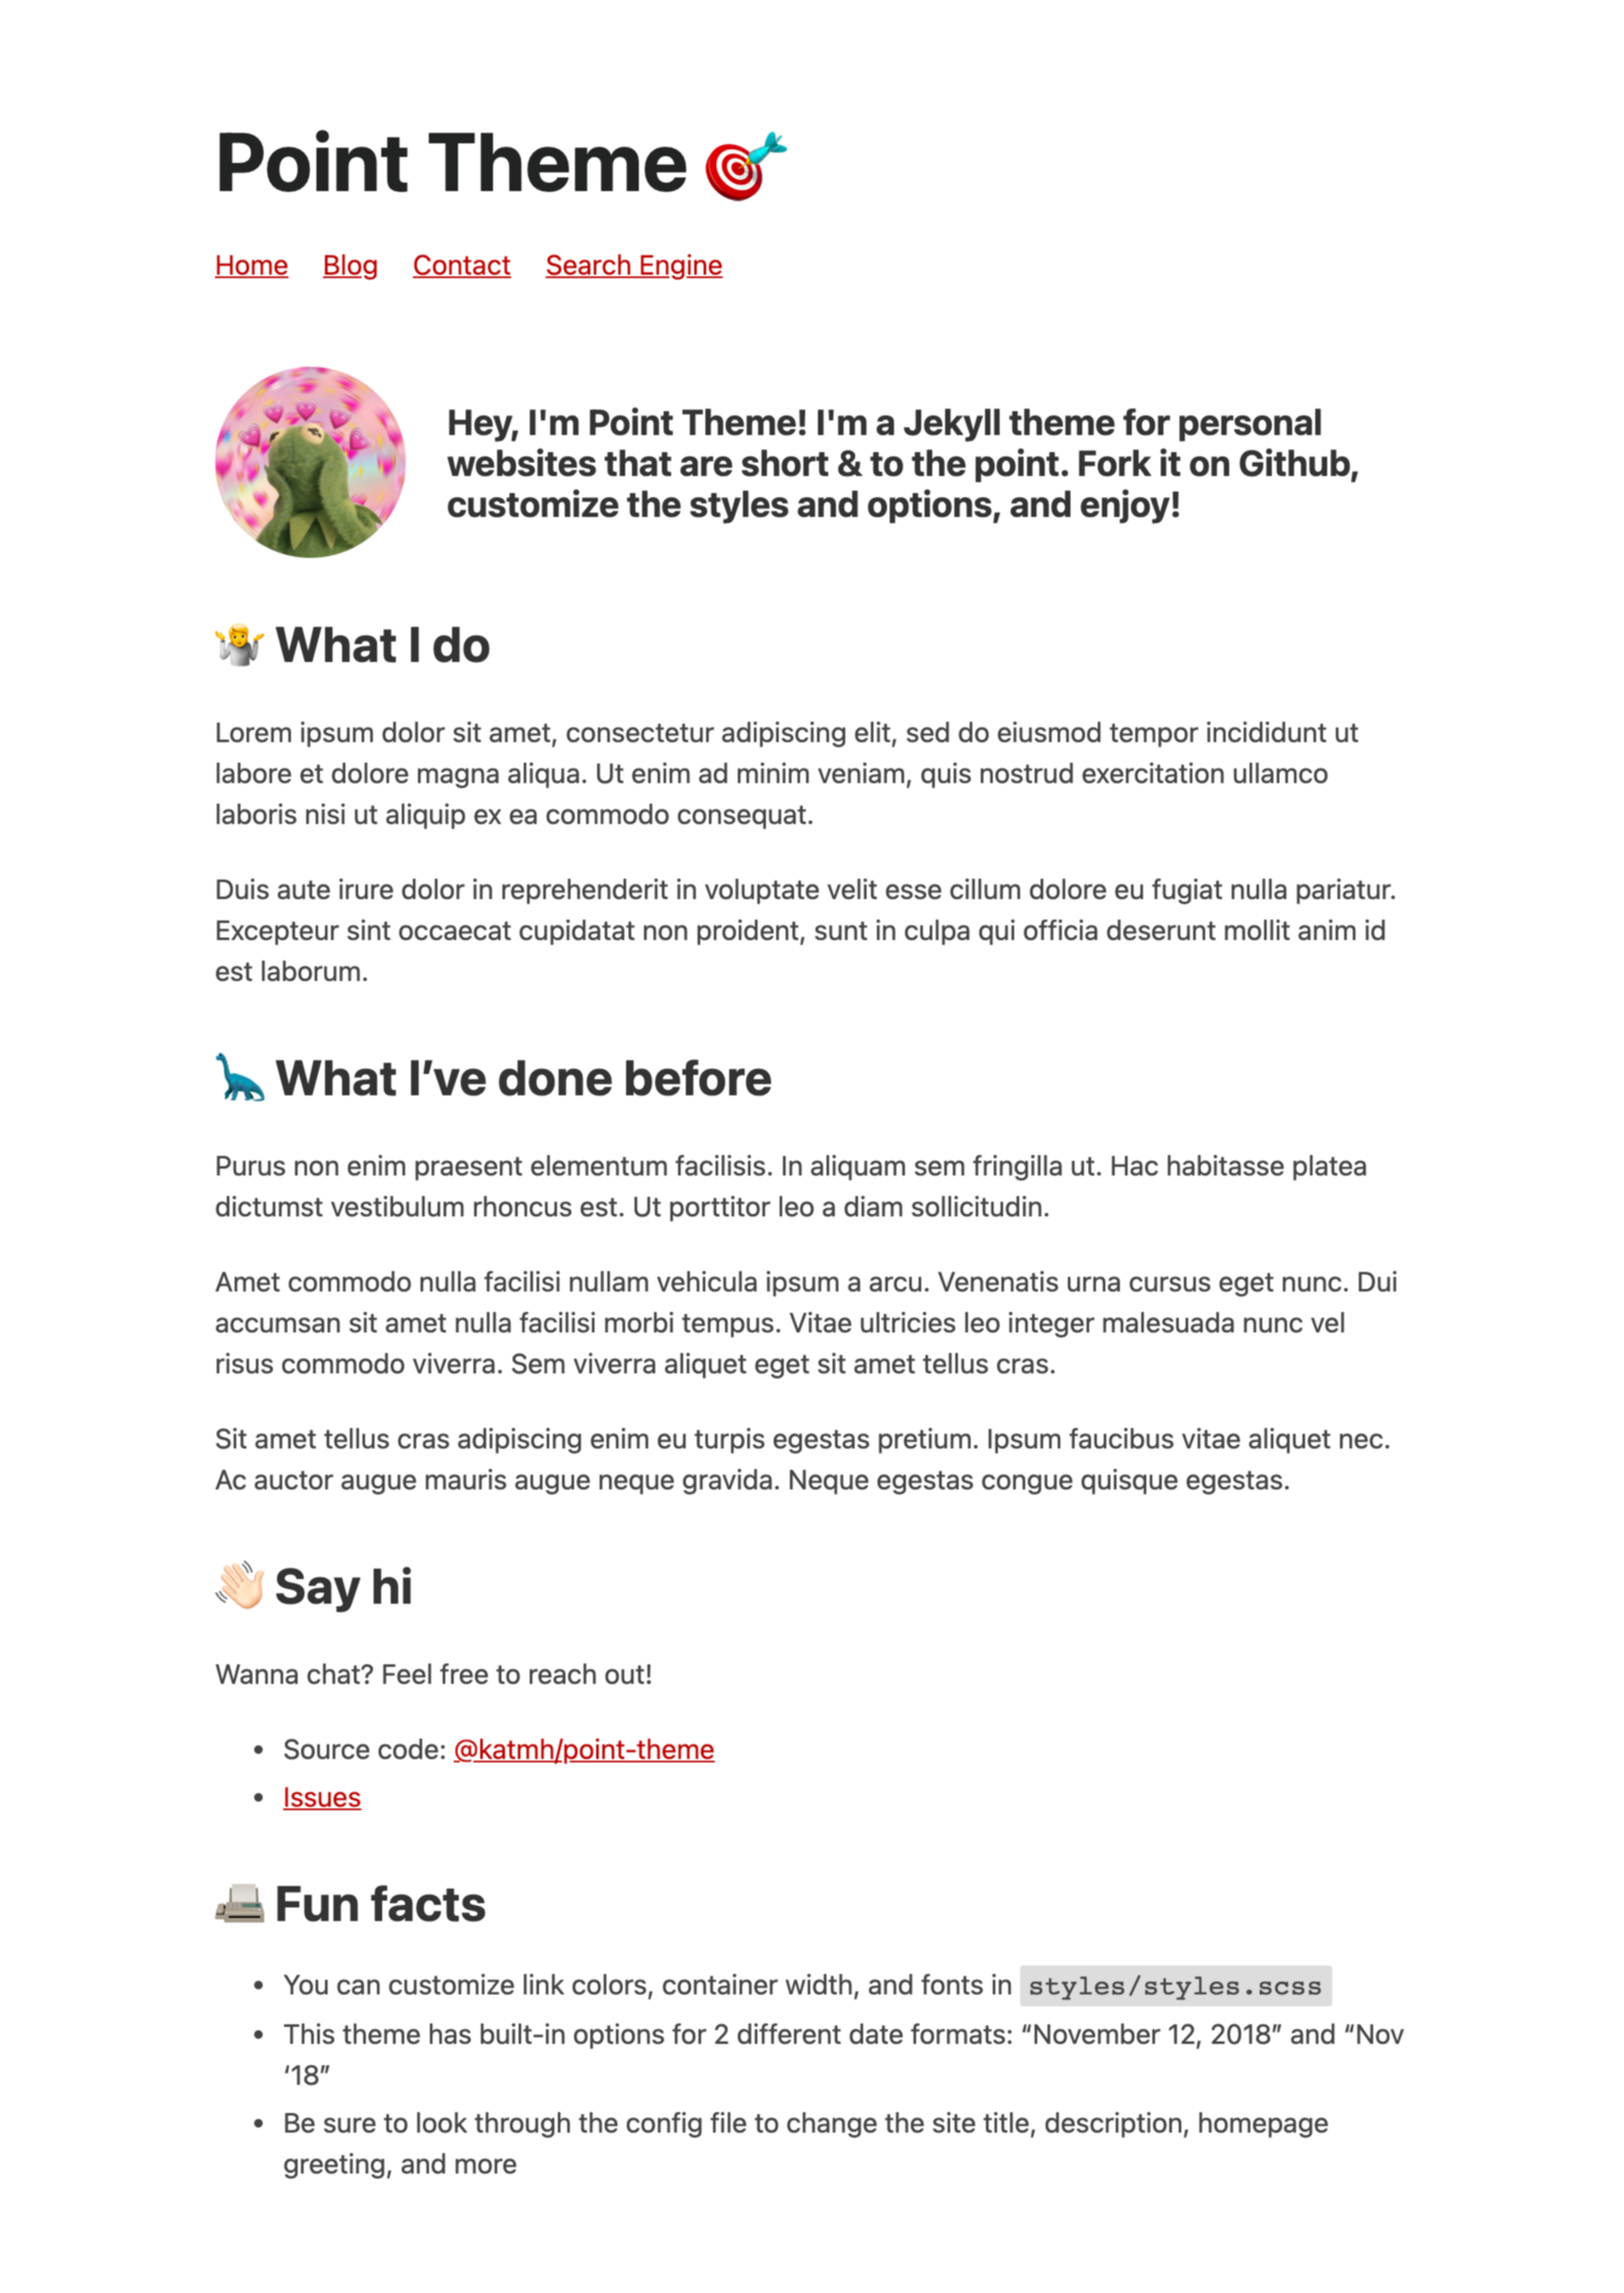 Point Theme 🎯
Home Blog Contact Search Engine
Hey, I'm Point Theme! I'm a Jekyll theme for personal
websites that are short & to the point. Fork it on Github,
customize the styles and options, and enjoy!
🤷‍♂️ What I do
Lorem ipsum dolor sit amet, consectetur adipiscing elit, sed do eiusmod tempor incididunt ut
labore et dolore magna aliqua. Ut enim ad minim veniam, quis nostrud exercitation ullamco
laboris nisi ut aliquip ex ea commodo consequat.
Duis aute irure dolor in reprehenderit in voluptate velit esse cillum dolore eu fugiat nulla pariatur.
Excepteur sint occaecat cupidatat non proident, sunt in culpa qui officia deserunt mollit anim id
est laborum.
🦕 What I’ve done before
Purus non enim praesent elementum facilisis. In aliquam sem fringilla ut. Hac habitasse platea
dictumst vestibulum rhoncus est. Ut porttitor leo a diam sollicitudin.
Amet commodo nulla facilisi nullam vehicula ipsum a arcu. Venenatis urna cursus eget nunc. Dui
accumsan sit amet nulla facilisi morbi tempus. Vitae ultricies leo integer malesuada nunc vel
risus commodo viverra. Sem viverra aliquet eget sit amet tellus cras.
Sit amet tellus cras adipiscing enim eu turpis egestas pretium. Ipsum faucibus vitae aliquet nec.
Ac auctor augue mauris augue neque gravida. Neque egestas congue quisque egestas.
👋🏻 Say hi
Wanna chat? Feel free to reach out!
• Source code: @katmh/point-theme
• Issues
📠 Fun facts
• You can customize link colors, container width, and fonts in styles/styles.scss
• This theme has built-in options for 2 different date formats: “November 12, 2018” and “Nov
‘18”
• Be sure to look through the config file to change the site title, description, homepage
greeting, and more